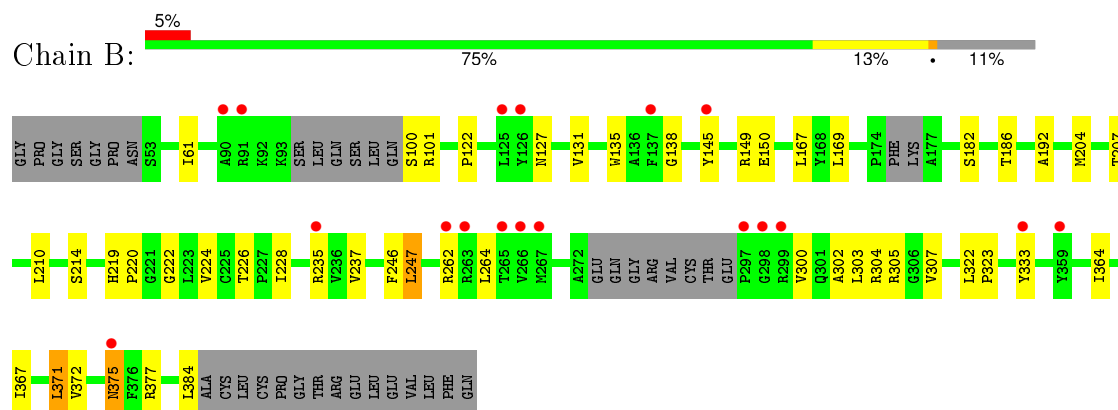 5%
Chain B:
75% 13% • 11%
GLY PRO GLY SER GLY PRO ASN S53 I61 A90 R91 K92 K93 SER LEU GLN SER LEU GLN S100 R101 P122 L125 Y126 N127 V131 W135 A136 F137 G138 Y145 R149 E150 L167 Y168 L169 P174 PHE LYS A177 S182 T186 A192 M204 T207
L210 S214 H219 P220 G221 G222 L223 V224 C225 T226 P227 I228 R235 V236 V237 F246 L247 R262 R263 L264 T265 V266 M267 A272 GLU GLN GLY ARG VAL CYS THR GLU P297 G298 R299 V300 Q301 A302 L303 R304 R305 G306 V307 L322 P323 Y333 Y359 I364
I367 L371 V372 N375 F376 R377 L384 ALA CYS LEU CYS PRO GLY THR ARG GLU LEU GLU VAL LEU PHE GLN